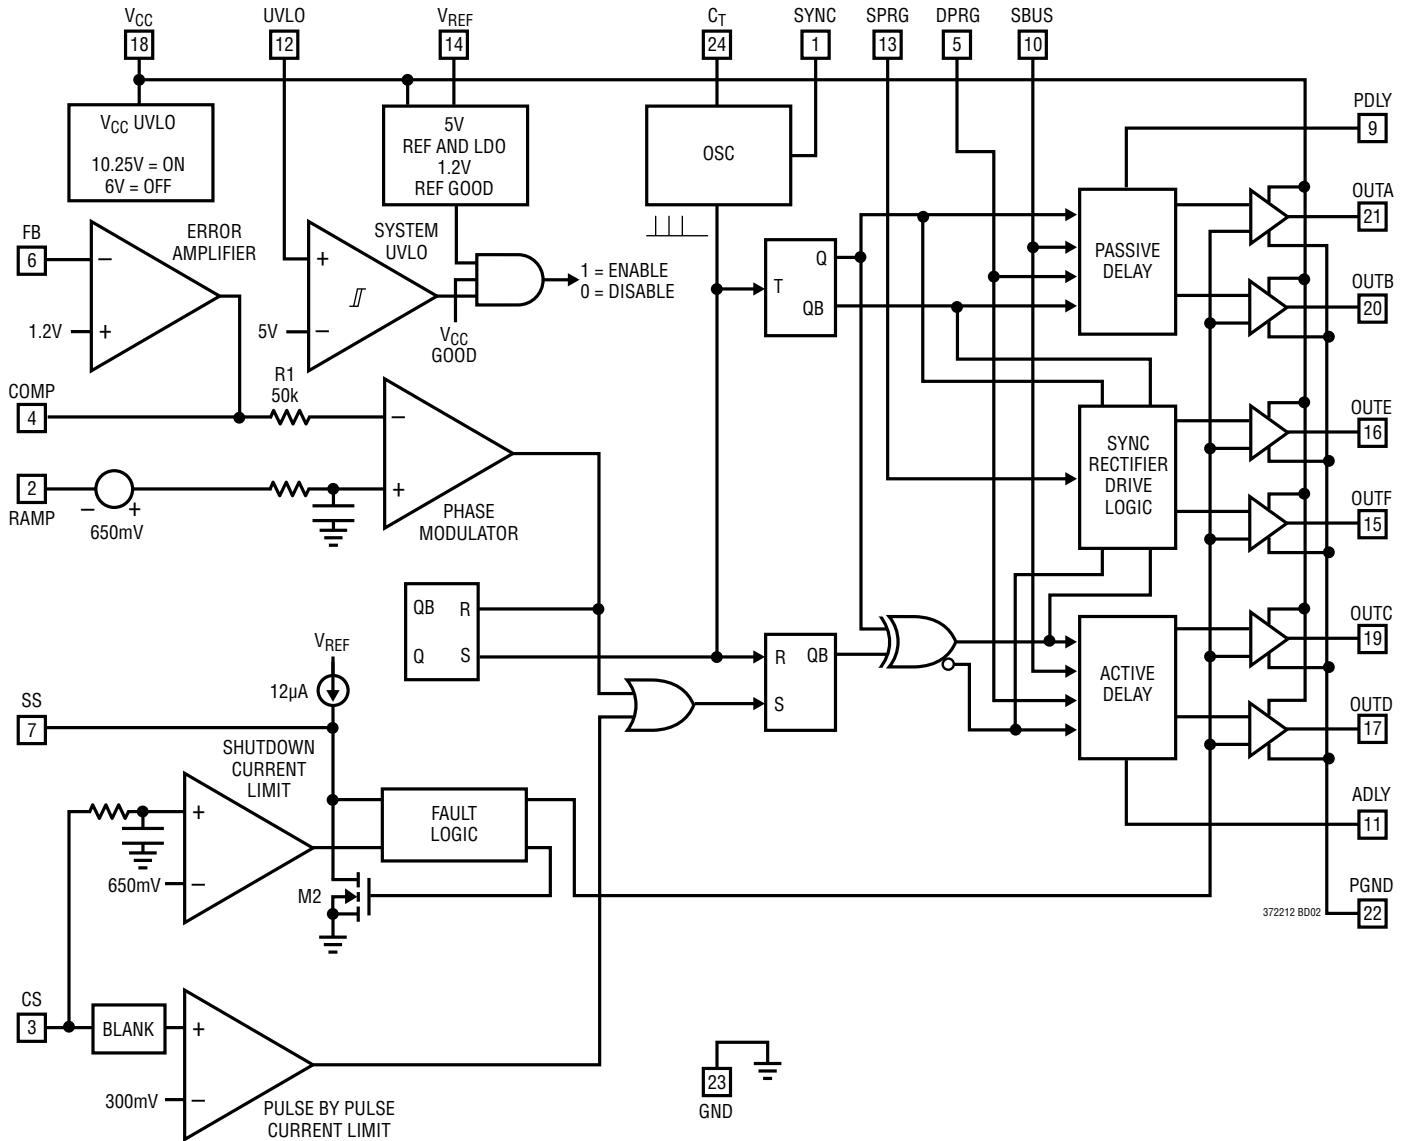 VCC
18
UVLO
12
VREF
14
CT
24
SYNC
1
SPRG
13
DPRG
5
SBUS
10
VCC UVLO
10.25V = ON
6V = OFF
5V
REF AND LDO
1.2V
REF GOOD
OSC
PDLY
9
FB
6
ERROR
AMPLIFIER
–
+
1.2V
SYSTEM
UVLO
+
–
5V
1 = ENABLE
0 = DISABLE
VCC
GOOD
T
Q
QB
PASSIVE
DELAY
OUTA
21
OUTB
20
COMP
4
R1
50k
–
+
PHASE
MODULATOR
2
RAMP
– +
650mV
SYNC
RECTIFIER
DRIVE
LOGIC
OUTE
16
OUTF
15
QB R
Q S
R QB
S
ACTIVE
DELAY
OUTC
19
OUTD
17
VREF
12µA
SS
7
SHUTDOWN
CURRENT
LIMIT
+
–
650mV
FAULT
LOGIC
M2
ADLY
11
PGND
22
372212 BD02
CS
3
BLANK
+
–
300mV
PULSE BY PULSE
CURRENT LIMIT
23
GND